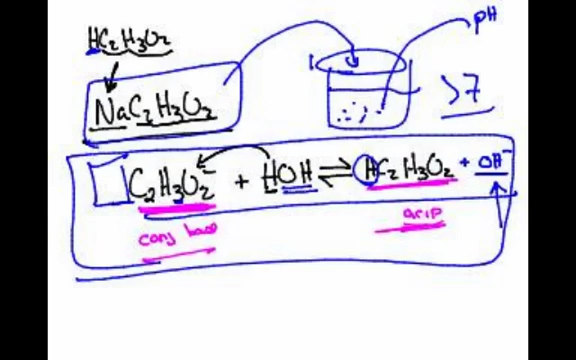 HC2H3O2
pH
NaC2H3O2
>7
C2H3O2⁻ + HOH ⇌ HC2H3O2 + OH⁻
conj base
acid